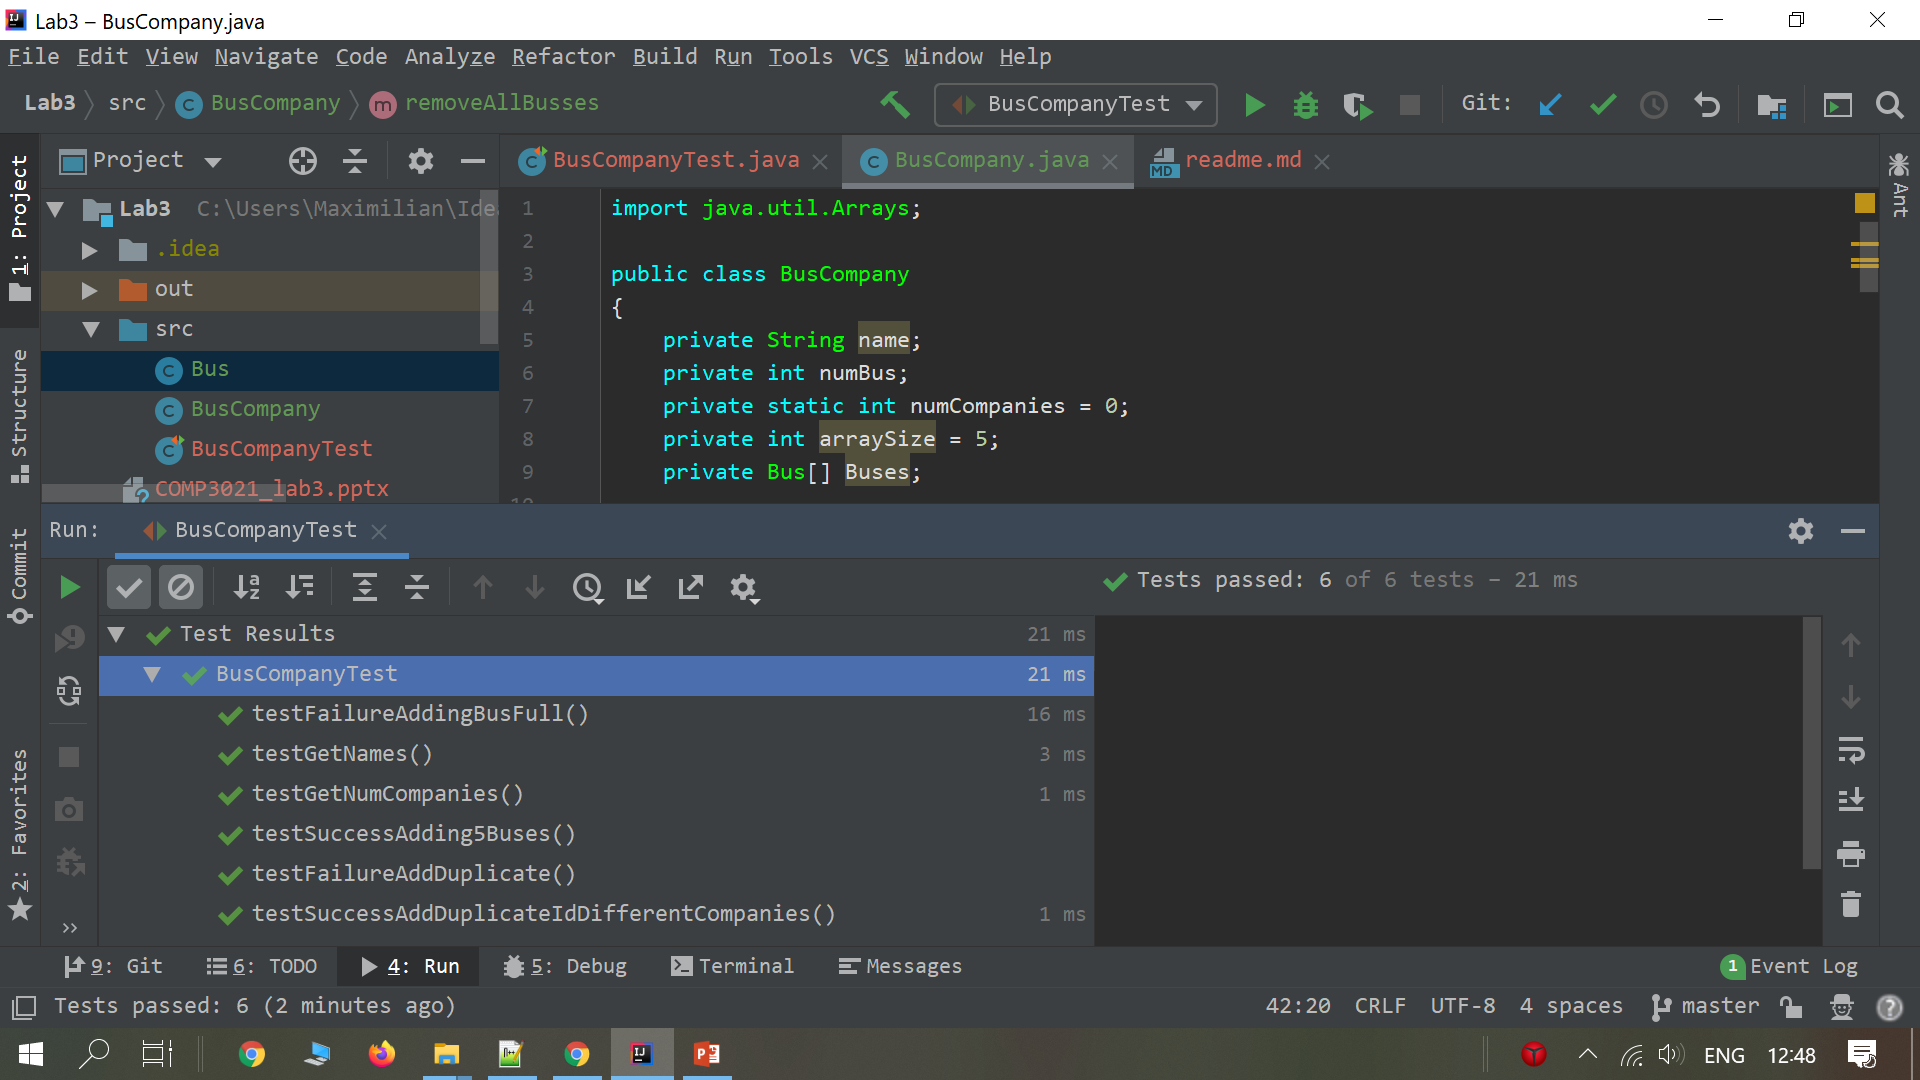 Lab3 – BusCompany.java
File Edit View Navigate Code Analyze Refactor Build Run Tools VCS Window Help
Lab3 src BusCompany removeAllBusses BusCompanyTest Git:
Project BusCompanyTest.java BusCompany.java readme.md
1: Project
Structure
Commit
2: Favorites
Ant
Lab3 C:\Users\Maximilian\Ide
.idea
out
src
Bus
BusCompany
BusCompanyTest
COMP3021_lab3.pptx
1 import java.util.Arrays;
2
3 public class BusCompany
4 {
5 private String name;
6 private int numBus;
7 private static int numCompanies = 0;
8 private int arraySize = 5;
9 private Bus[] Buses;
Run: BusCompanyTest
Tests passed: 6 of 6 tests – 21 ms
Test Results 21 ms
BusCompanyTest 21 ms
testFailureAddingBusFull() 16 ms
testGetNames() 3 ms
testGetNumCompanies() 1 ms
testSuccessAdding5Buses()
testFailureAddDuplicate()
testSuccessAddDuplicateIdDifferentCompanies() 1 ms
9: Git 6: TODO 4: Run 5: Debug Terminal Messages 1 Event Log
Tests passed: 6 (2 minutes ago) 42:20 CRLF UTF-8 4 spaces master
ENG 12:48